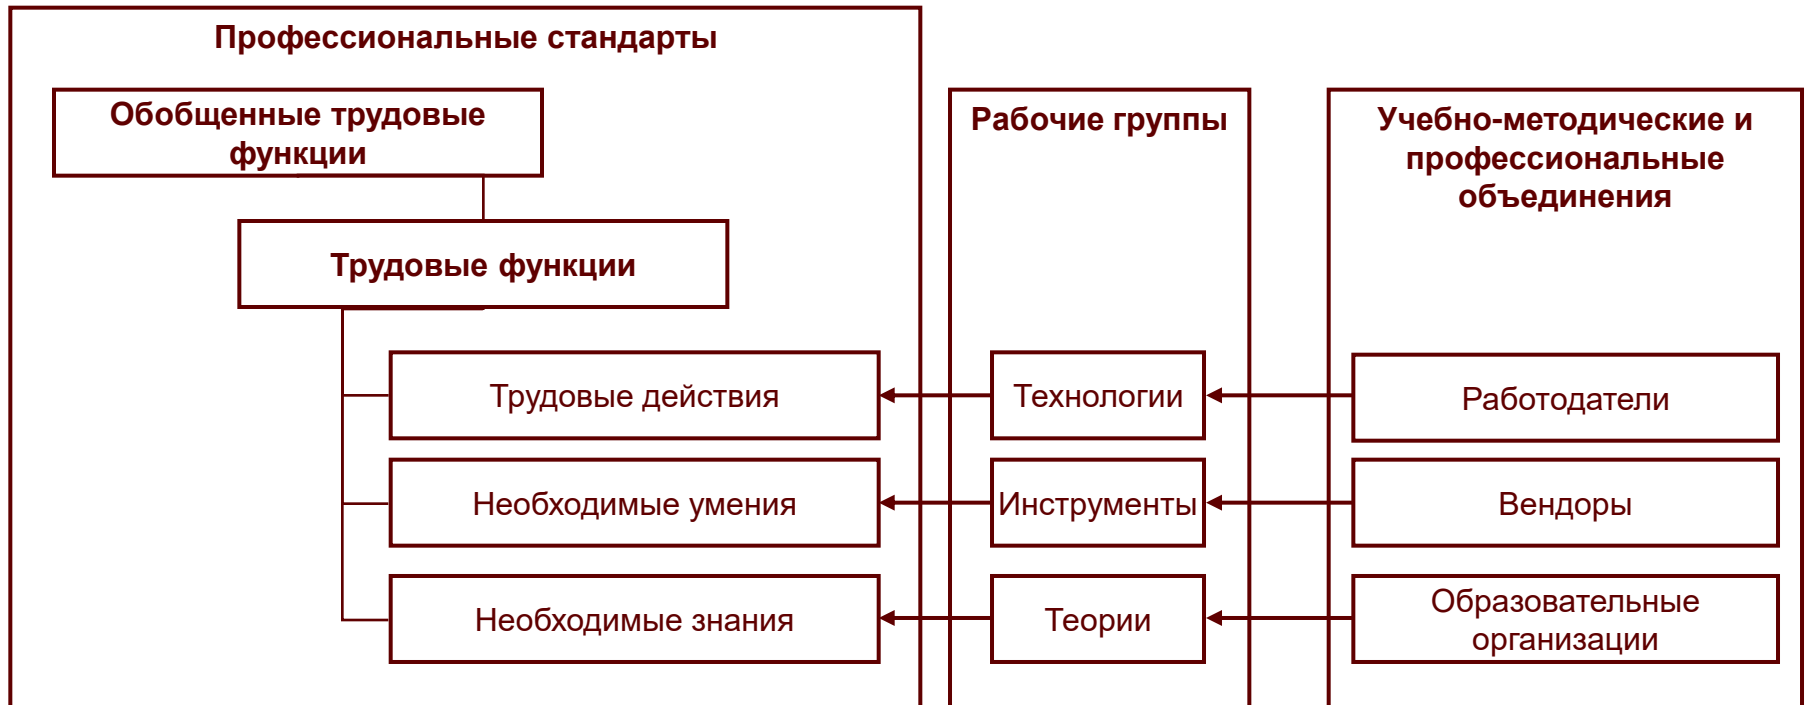 Профессиональные стандарты
Обобщенные трудовые
функции
Трудовые функции
Трудовые действия
Необходимые умения
Необходимые знания
Рабочие группы
Технологии
Инструменты
Теории
Учебно-методические и
профессиональные
объединения
Работодатели
Вендоры
Образовательные
организации